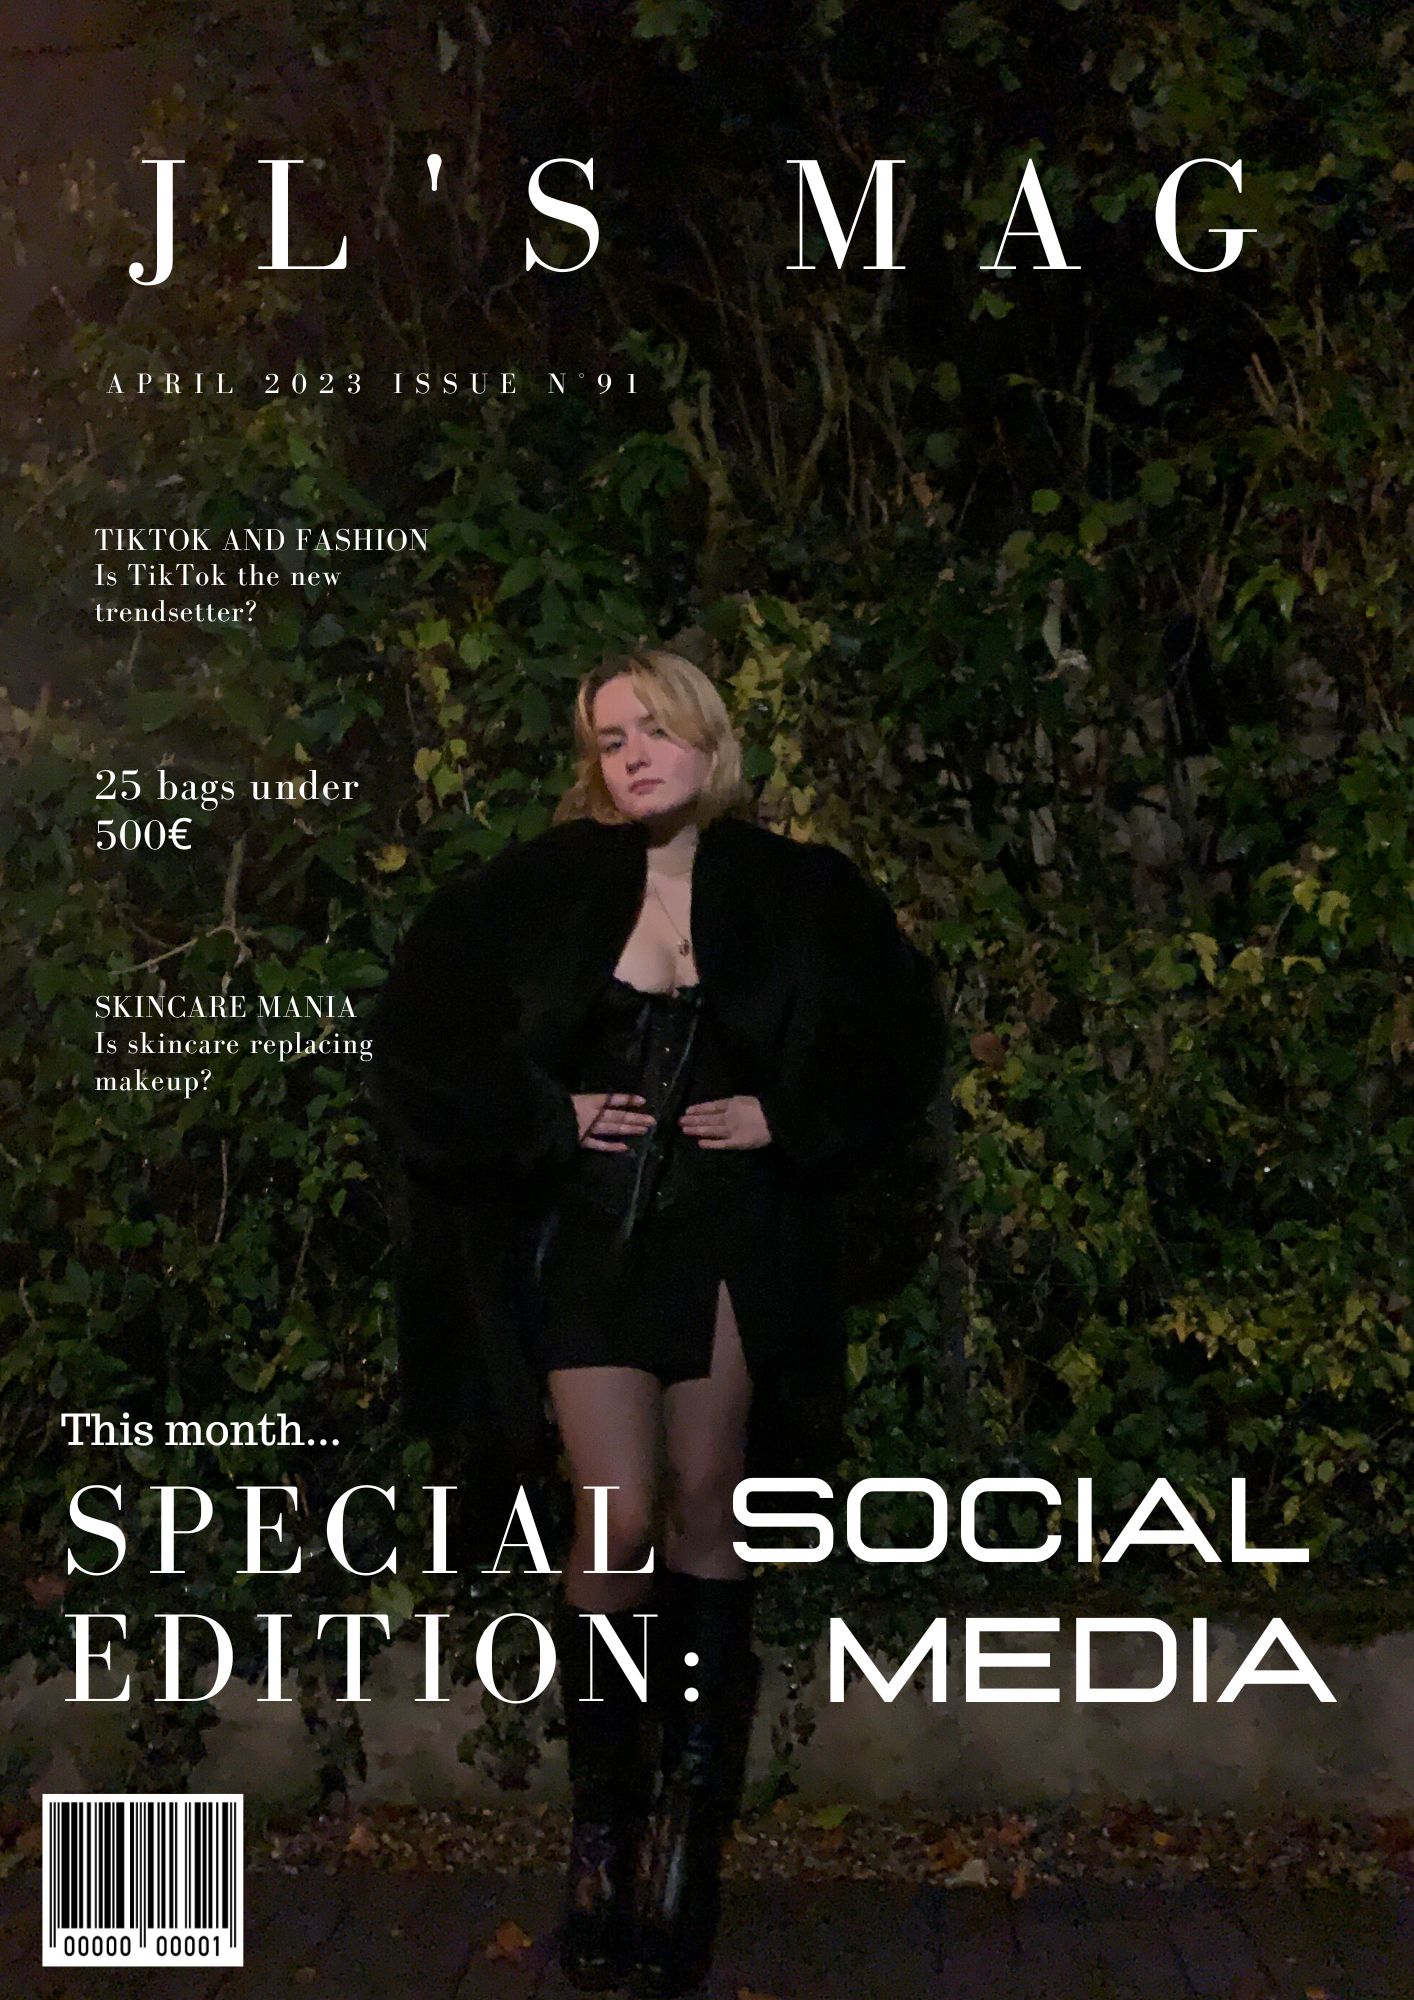 JL'S MAG
APRIL 2023 ISSUE N°91
TIKTOK AND FASHION
Is TikTok the new
trendsetter?
25 bags under
500€
SKINCARE MANIA
Is skincare replacing
makeup?
This month...
SPECIAL SOCIAL
EDITION: MEDIA
00000 00001